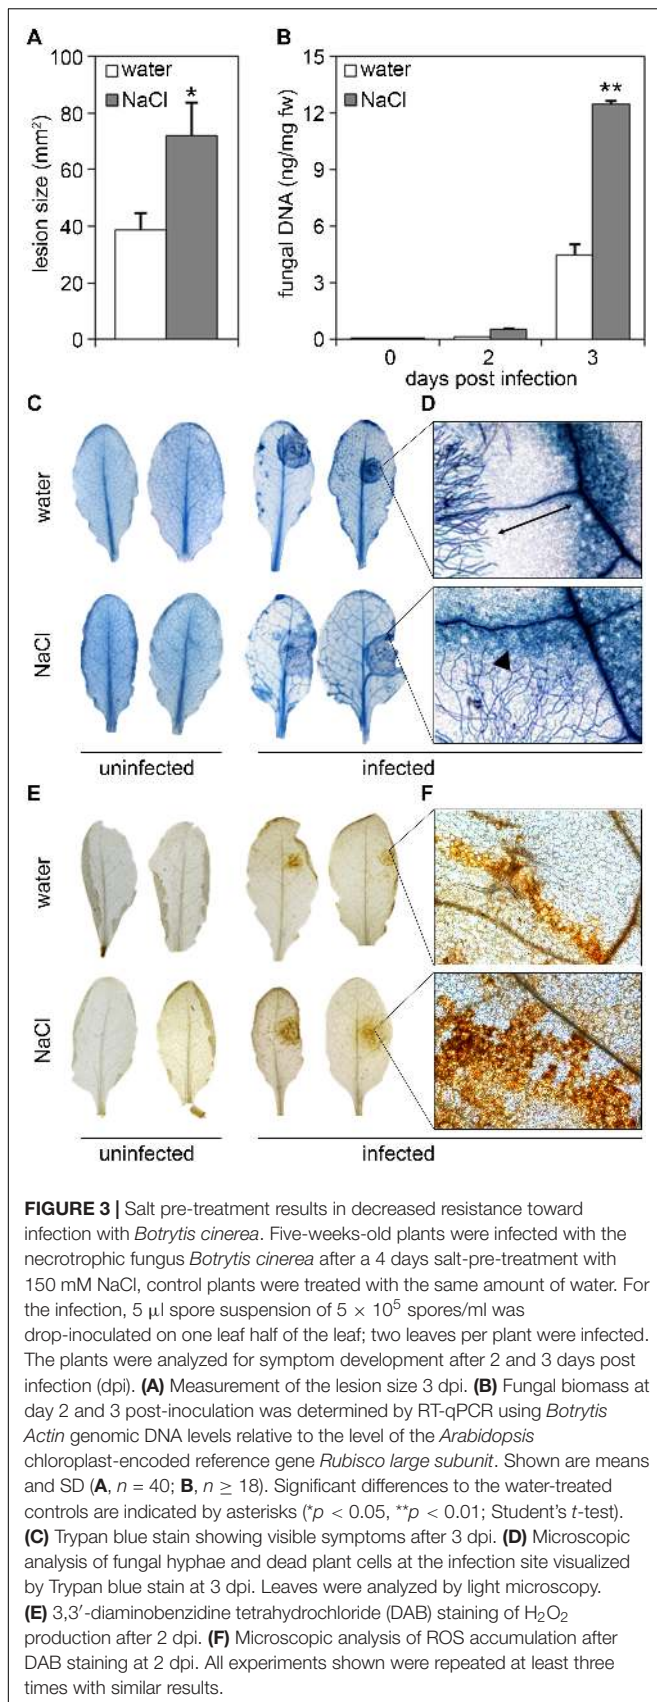 A
B
100
80
60
40
20
0
lesion size (mm²)
water
NaCl
*
15
12
9
6
3
0
fungal DNA (ng/mg fw)
water
NaCl
**
0 2 3
days post infection
C
D
water
NaCl
uninfected
infected
E
F
water
NaCl
uninfected
infected
FIGURE 3 | Salt pre-treatment results in decreased resistance toward
infection with Botrytis cinerea. Five-weeks-old plants were infected with the
necrotrophic fungus Botrytis cinerea after a 4 days salt-pre-treatment with
150 mM NaCl, control plants were treated with the same amount of water. For
the infection, 5 µl spore suspension of 5 × 10⁵ spores/ml was
drop-inoculated on one leaf half of the leaf; two leaves per plant were infected.
The plants were analyzed for symptom development after 2 and 3 days post
infection (dpi). (A) Measurement of the lesion size 3 dpi. (B) Fungal biomass at
day 2 and 3 post-inoculation was determined by RT-qPCR using Botrytis
Actin genomic DNA levels relative to the level of the Arabidopsis
chloroplast-encoded reference gene Rubisco large subunit. Shown are means
and SD (A, n = 40; B, n ≥ 18). Significant differences to the water-treated
controls are indicated by asterisks (*p < 0.05, **p < 0.01; Student's t-test).
(C) Trypan blue stain showing visible symptoms after 3 dpi. (D) Microscopic
analysis of fungal hyphae and dead plant cells at the infection site visualized
by Trypan blue stain at 3 dpi. Leaves were analyzed by light microscopy.
(E) 3,3′-diaminobenzidine tetrahydrochloride (DAB) staining of H₂O₂
production after 2 dpi. (F) Microscopic analysis of ROS accumulation after
DAB staining at 2 dpi. All experiments shown were repeated at least three
times with similar results.